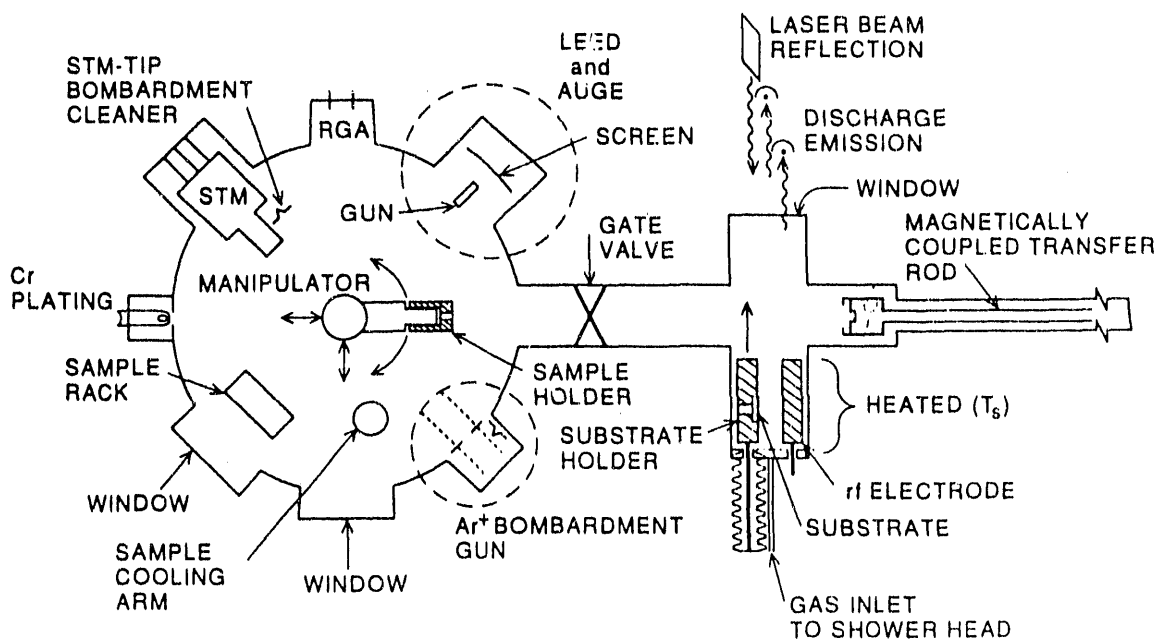 LASER BEAM
REFLECTION
LEED
and
AUGE
STM-TIP
BOMBARDMENT
CLEANER
RGA
SCREEN
DISCHARGE
EMISSION
STM
GUN
WINDOW
GATE
VALVE
MAGNETICALLY
COUPLED TRANSFER
ROD
Cr
PLATING
MANIPULATOR
SAMPLE
RACK
SAMPLE
HOLDER
HEATED (Ts)
SUBSTRATE
HOLDER
WINDOW
rf ELECTRODE
Ar+ BOMBARDMENT
GUN
SUBSTRATE
SAMPLE
COOLING
ARM
WINDOW
GAS INLET
TO SHOWER HEAD